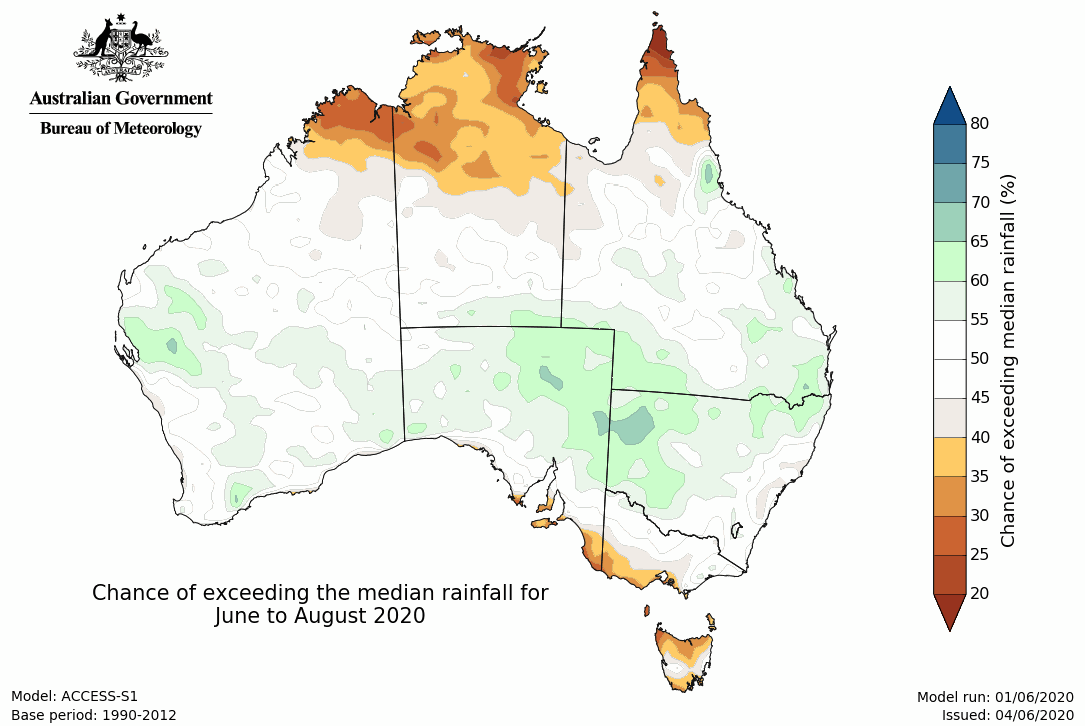 AUSTRALIA
Australian Government
Bureau of Meteorology
80
75
70
65
60
55
50
45
40
35
30
25
20
Chance of exceeding median rainfall (%)
Chance of exceeding the median rainfall for
June to August 2020
Model: ACCESS-S1
Base period: 1990-2012
Model run: 01/06/2020
Issued: 04/06/2020